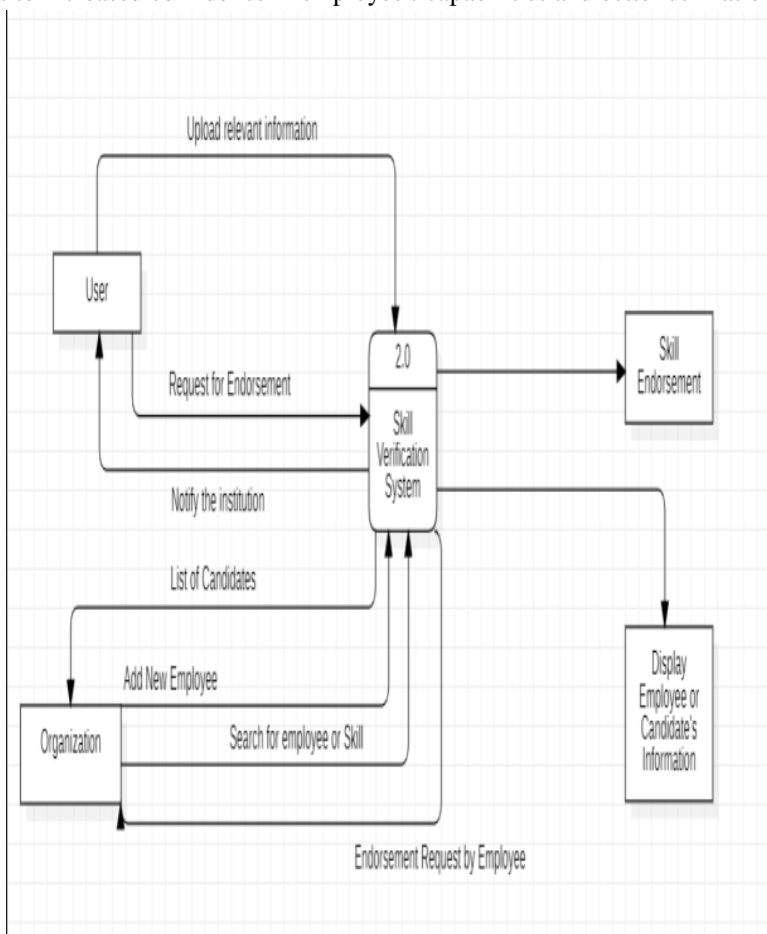 Upload relevant information
User
2.0
Skill
Endorsement
Request for Endorsement
Skill
Verification
System
Notify the institution
List of Candidates
Add New Employee
Display
Employee or
Candidate's
Information
Organization
Search for employee or Skill
Endorsement Request by Employee